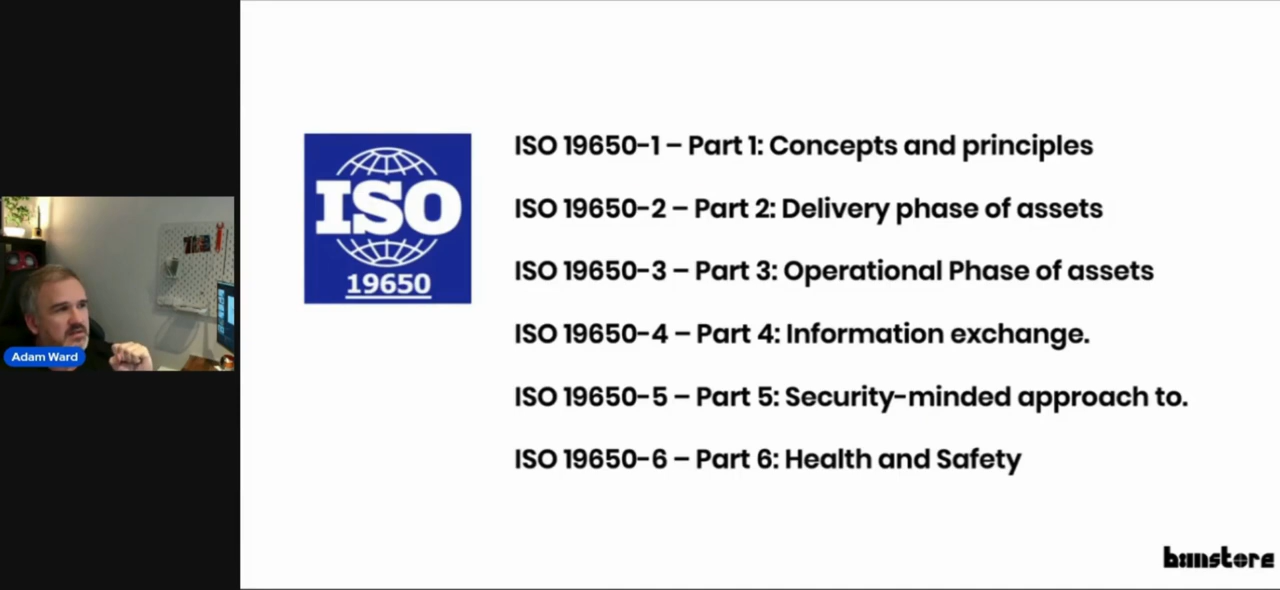 Adam Ward
ISO
19650
ISO 19650-1 – Part 1: Concepts and principles
ISO 19650-2 – Part 2: Delivery phase of assets
ISO 19650-3 – Part 3: Operational Phase of assets
ISO 19650-4 – Part 4: Information exchange.
ISO 19650-5 – Part 5: Security-minded approach to.
ISO 19650-6 – Part 6: Health and Safety
bimstore